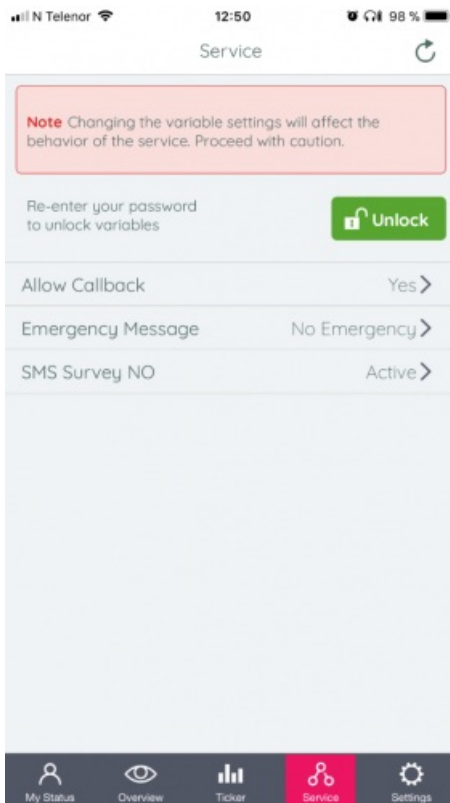 N Telenor 12:50 98 %
Service
Note Changing the variable settings will affect the
behavior of the service. Proceed with caution.
Re-enter your password
to unlock variables
Unlock
Allow Callback Yes
Emergency Message No Emergency
SMS Survey NO Active
My Status Overview Ticker Service Settings